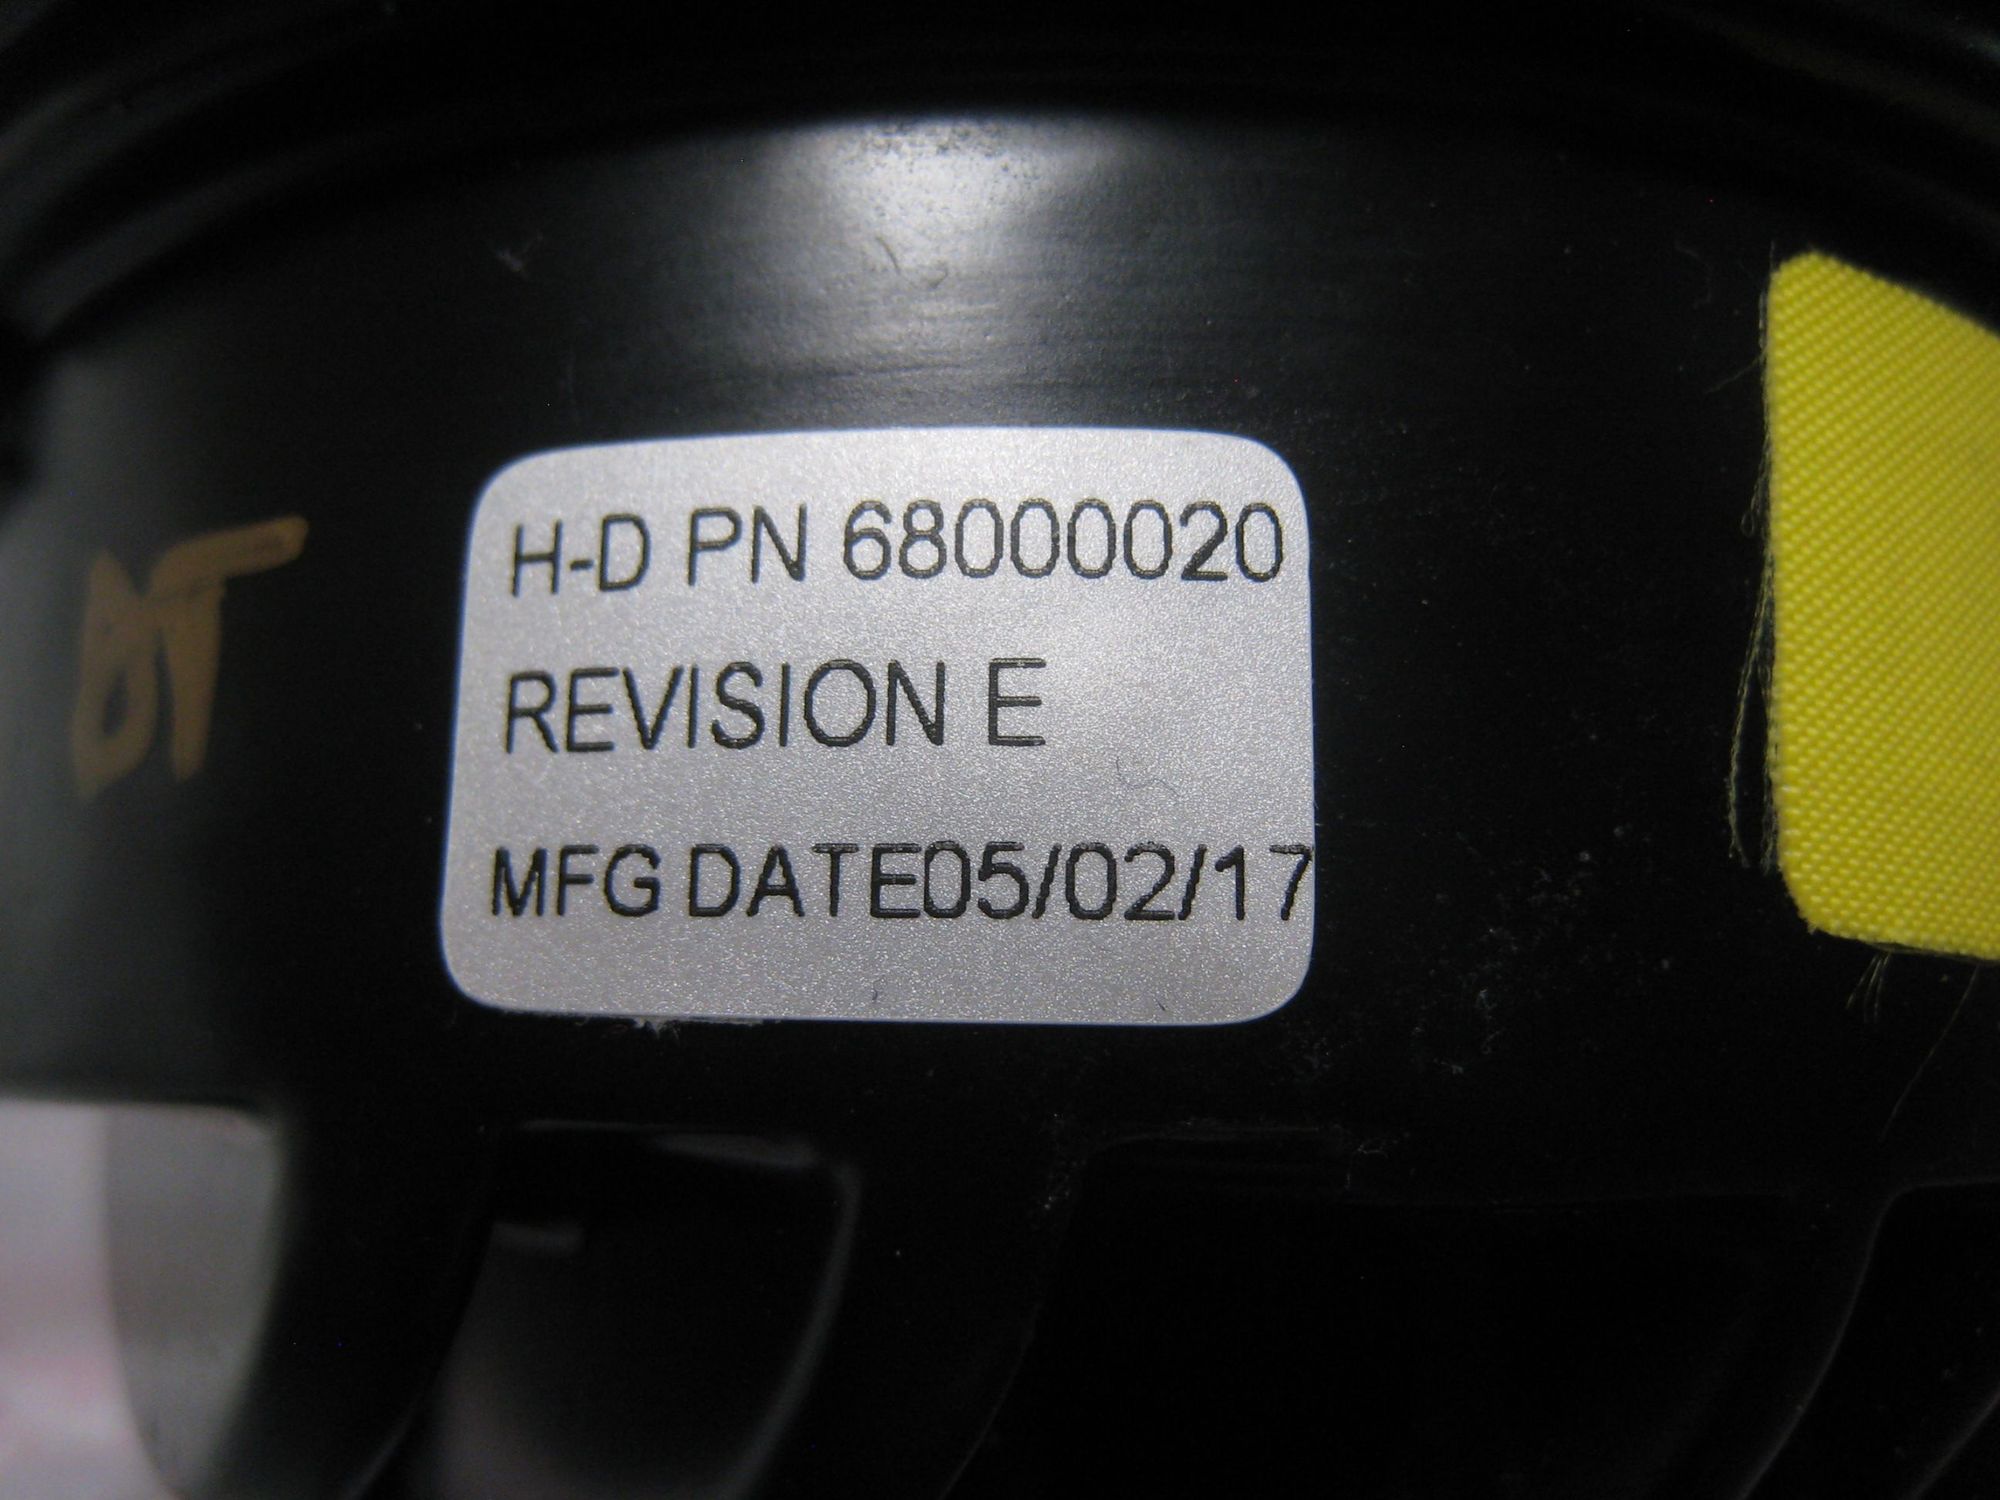 H-D PN 68000020
REVISION E
MFG DATE05/02/17